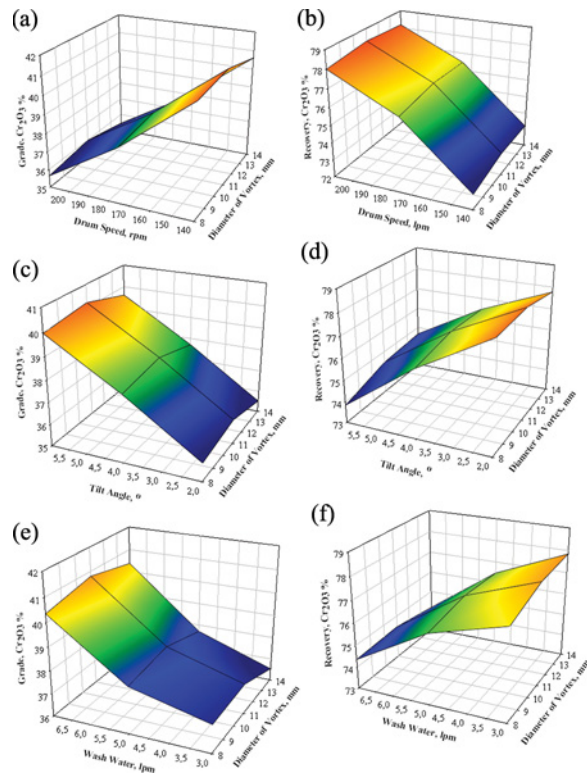 (a)
42
41
40
39
38
37
36
35
Grade, Cr2O3 %
200 190 180 170 160 150 140
Drum Speed, rpm
8 9 10 11 12 13 14
Diameter of Vortex, mm
(b)
79
78
77
76
75
74
73
72
Recovery, Cr2O3 %
200 190 180 170 160 150 140
Drum Speed, lpm
8 9 10 11 12 13 14
Diameter of Vortex, mm
(c)
41
40
39
38
37
36
35
Grade, Cr2O3 %
5,5 5,0 4,5 4,0 3,5 3,0 2,5 2,0
Tilt Angle, o
8 9 10 11 12 13 14
Diameter of Vortex, mm
(d)
79
78
77
76
75
74
73
Recovery, Cr2O3 %
5,5 5,0 4,5 4,0 3,5 3,0 2,5 2,0
Tilt Angle, o
8 9 10 11 12 13 14
Diameter of Vortex, mm
(e)
42
41
40
39
38
37
36
Grade, Cr2O3 %
6,5 6,0 5,5 5,0 4,5 4,0 3,5 3,0
Wash Water, lpm
8 9 10 11 12 13 14
Diameter of Vortex, mm
(f)
79
78
77
76
75
74
73
Recovery, Cr2O3 %
6,5 6,0 5,5 5,0 4,5 4,0 3,5 3,0
Wash Water, lpm
8 9 10 11 12 13 14
Diameter of Vortex, mm